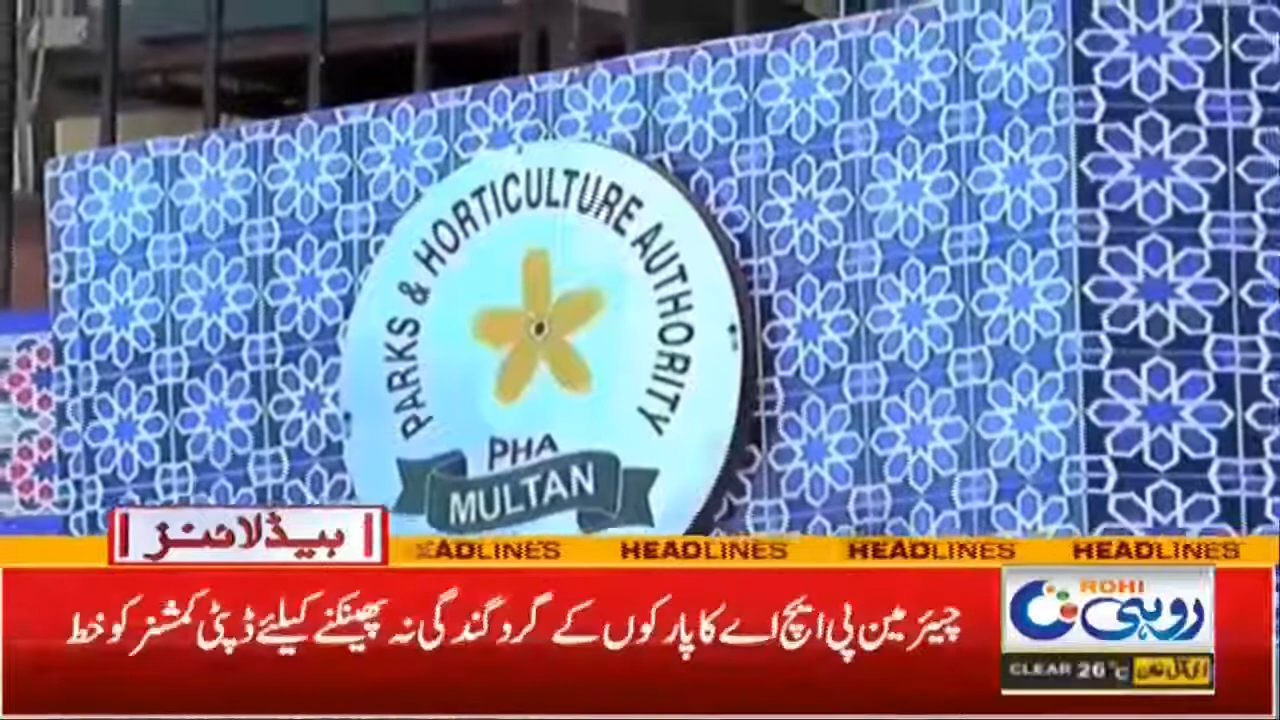 PARKS & HORTICULTURE AUTHORITY
PHA
MULTAN
ہیڈلائنز
HEADLINES HEADLINES HEADLINES
چیئرمین پی ایچ اے کا پارکوں کے گرد گندگی نہ پھینکنے کیلئے ڈپٹی کمشنر کو خط
ROHI
روہی
CLEAR 26°C